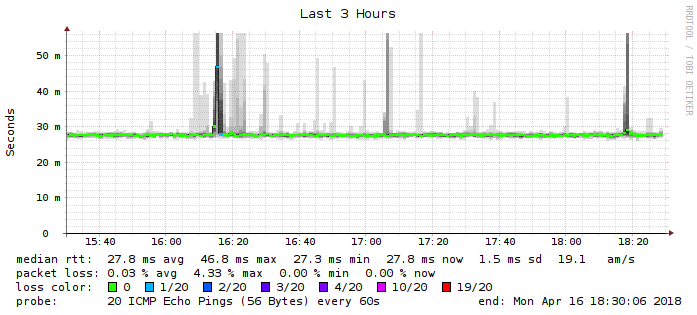 Last 3 Hours
RRDTOOL / TOBI OETIKER
Seconds
50 m
40 m
30 m
20 m
10 m
0
15:40 16:00 16:20 16:40 17:00 17:20 17:40 18:00 18:20
median rtt: 27.8 ms avg 46.8 ms max 27.3 ms min 27.8 ms now 1.5 ms sd 19.1 am/s
packet loss: 0.03 % avg 4.33 % max 0.00 % min 0.00 % now
loss color: 0 1/20 2/20 3/20 4/20 10/20 19/20
probe: 20 ICMP Echo Pings (56 Bytes) every 60s end: Mon Apr 16 18:30:06 2018